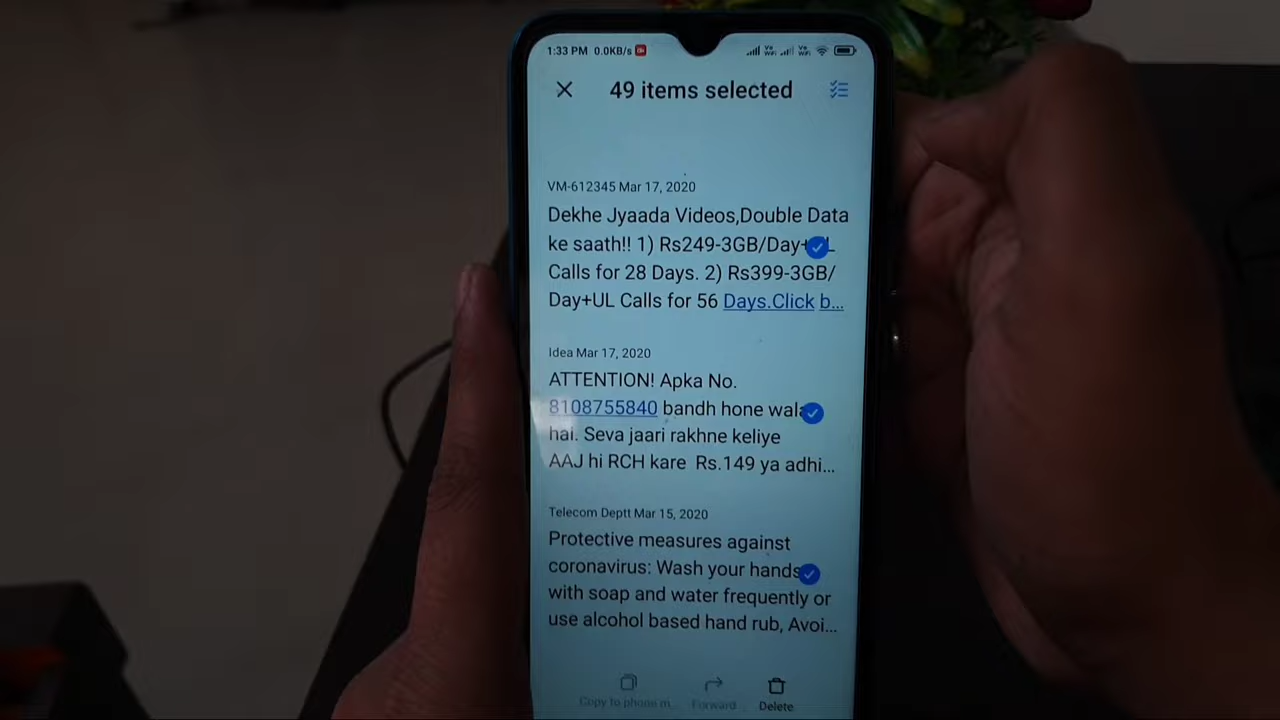 1:33 PM 0.0KB/s
49 items selected
VM-612345 Mar 17, 2020
Dekhe Jyaada Videos,Double Data
ke saath!! 1) Rs249-3GB/Day+ L
Calls for 28 Days. 2) Rs399-3GB/
Day+UL Calls for 56 Days.Click b...
Idea Mar 17, 2020
ATTENTION! Apka No.
8108755840 bandh hone wala
hai. Seva jaari rakhne keliye
AAJ hi RCH kare Rs.149 ya adhi...
Telecom Deptt Mar 15, 2020
Protective measures against
coronavirus: Wash your hands
with soap and water frequently or
use alcohol based hand rub, Avoi...
Copy to phone m... Forward Delete